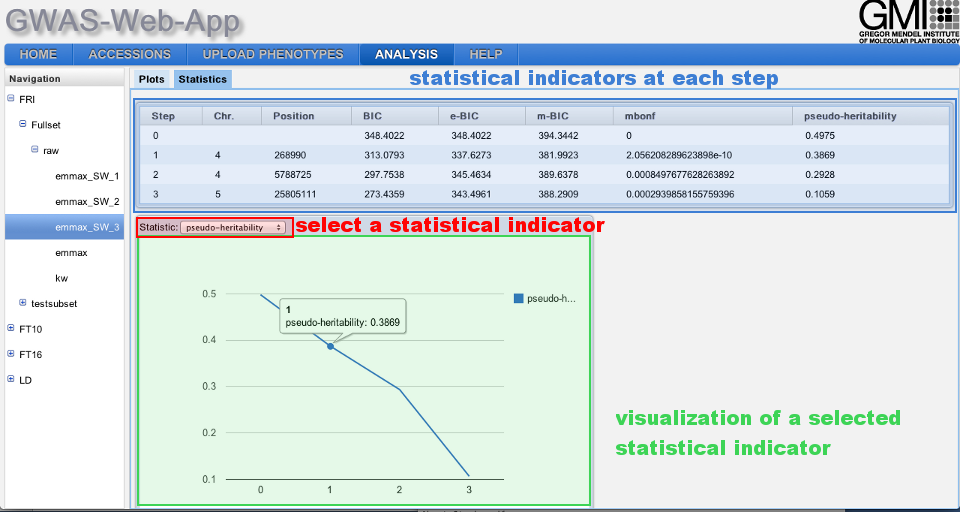 GWAS-Web-App
GMI
GREGOR MENDEL INSTITUTE
OF MOLECULAR PLANT BIOLOGY
HOME ACCESSIONS UPLOAD PHENOTYPES ANALYSIS HELP
Navigation
FRI
Fullset
raw
emmax_SW_1
emmax_SW_2
emmax_SW_3
emmax
kw
testsubset
FT10
FT16
LD
Plots Statistics
statistical indicators at each step
Step Chr. Position BIC e-BIC m-BIC mbonf pseudo-heritability
0 348.4022 348.4022 394.3442 0 0.4975
1 4 268990 313.0793 337.6273 381.9923 2.056208289623898e-10 0.3869
2 4 5788725 297.7538 345.4634 389.6378 0.0008497677628263892 0.2928
3 5 25805111 273.4359 343.4961 388.2909 0.0002939858155759396 0.1059
Statistic: pseudo-heritability
select a statistical indicator
0.5
0.4
0.3
0.2
0.1
0 1 2 3
1
pseudo-heritability: 0.3869
pseudo-h...
visualization of a selected
statistical indicator